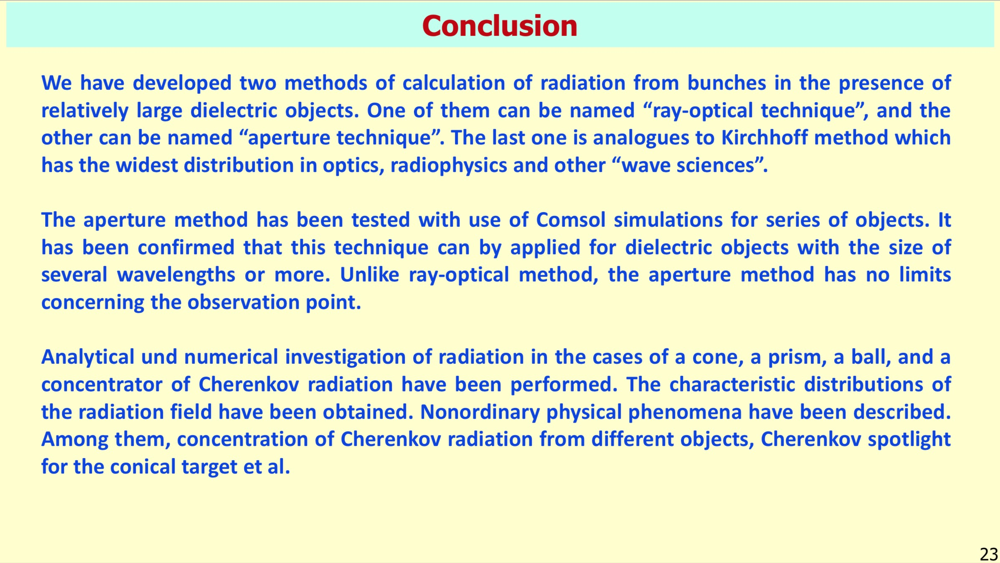 Conclusion
We have developed two methods of calculation of radiation from bunches in the presence of
relatively large dielectric objects. One of them can be named “ray-optical technique”, and the
other can be named “aperture technique”. The last one is analogues to Kirchhoff method which
has the widest distribution in optics, radiophysics and other “wave sciences”.
The aperture method has been tested with use of Comsol simulations for series of objects. It
has been confirmed that this technique can by applied for dielectric objects with the size of
several wavelengths or more. Unlike ray-optical method, the aperture method has no limits
concerning the observation point.
Analytical und numerical investigation of radiation in the cases of a cone, a prism, a ball, and a
concentrator of Cherenkov radiation have been performed. The characteristic distributions of
the radiation field have been obtained. Nonordinary physical phenomena have been described.
Among them, concentration of Cherenkov radiation from different objects, Cherenkov spotlight
for the conical target et al.
23